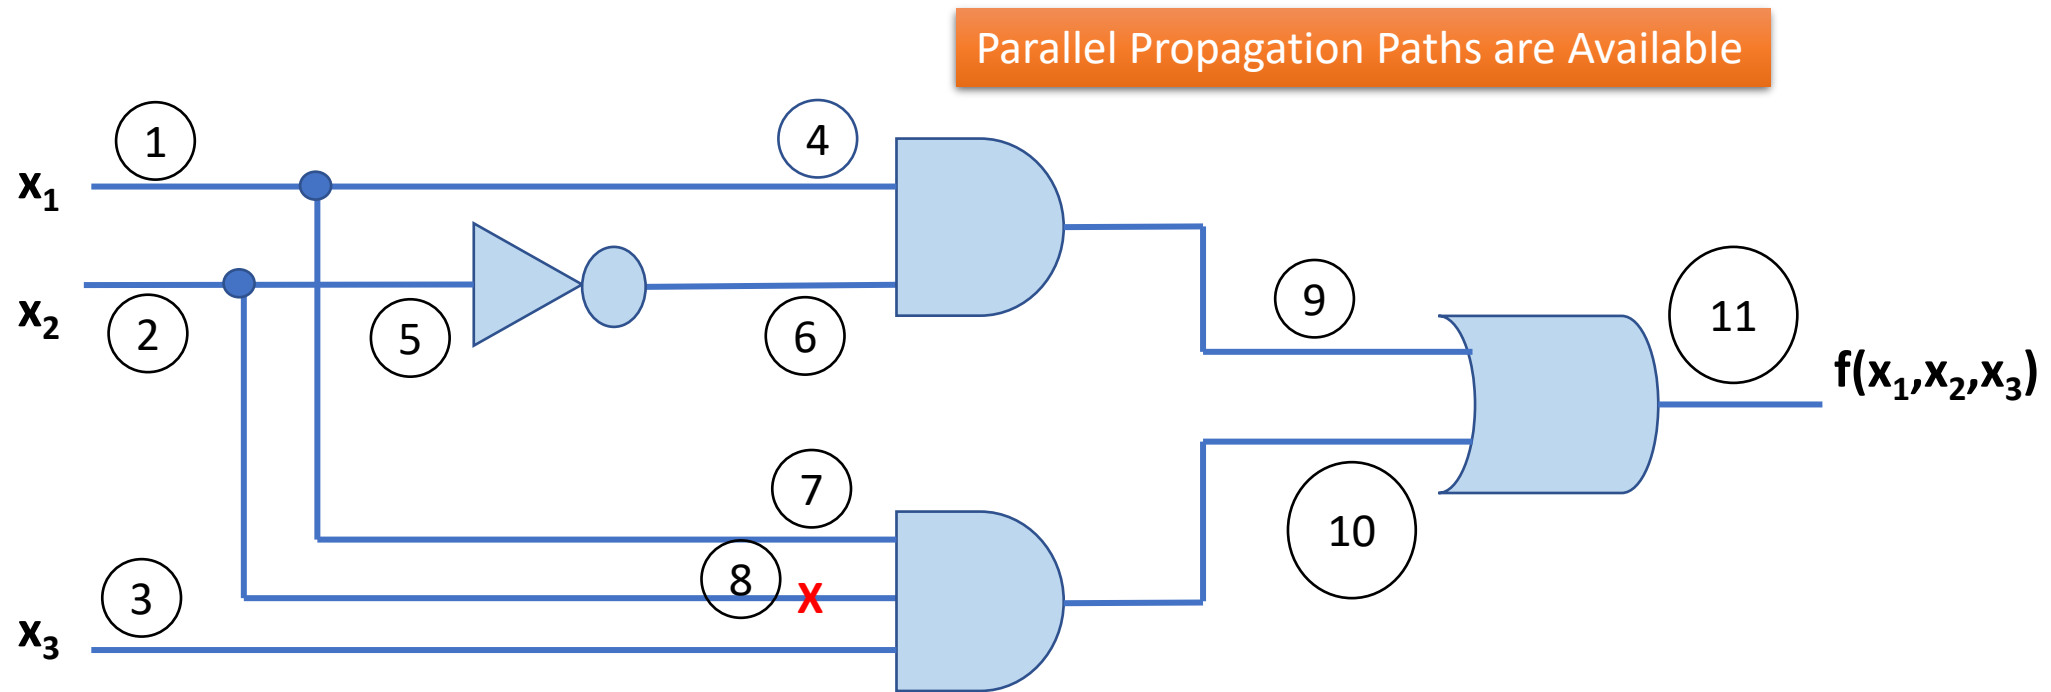 Parallel Propagation Paths are Available
1
4
x₁
x₂
2
5
6
9
11
f(x₁,x₂,x₃)
7
8
X
3
10
x₃